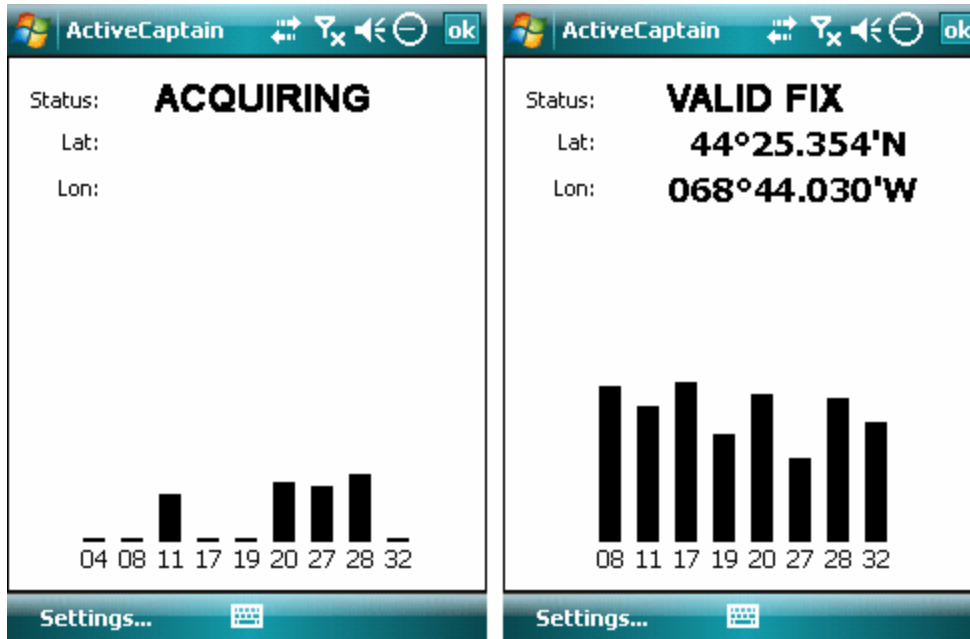 ActiveCaptain ok
Status: ACQUIRING
Lat:
Lon:
04 08 11 17 19 20 27 28 32
Settings...
ActiveCaptain ok
Status: VALID FIX
Lat: 44°25.354'N
Lon: 068°44.030'W
08 11 17 19 20 27 28 32
Settings...